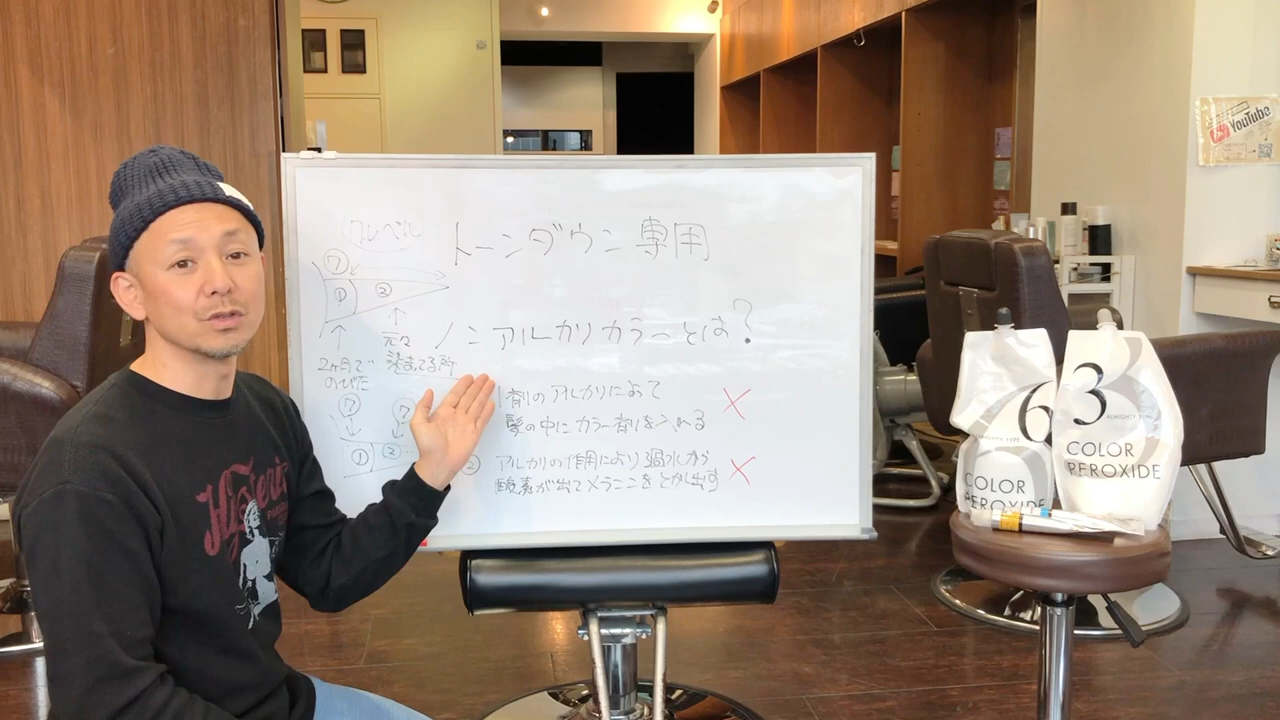 7レベル
トーンダウン専用
⑦
① ②
元々
染まってる所
2ヶ月で
のびた
ノンアルカリカラーとは?
1剤のアルカリによって
髪の中にカラー剤を入れる
×
⑦ ⑦
① ②
② アルカリの作用により過水から
酸素が出てメラニンをとかし出す
×
Hysteric
YouTube
6
ALMIGHTY TYPE
COLOR
PEROXIDE
3
ALMIGHTY TYPE
COLOR
PEROXIDE